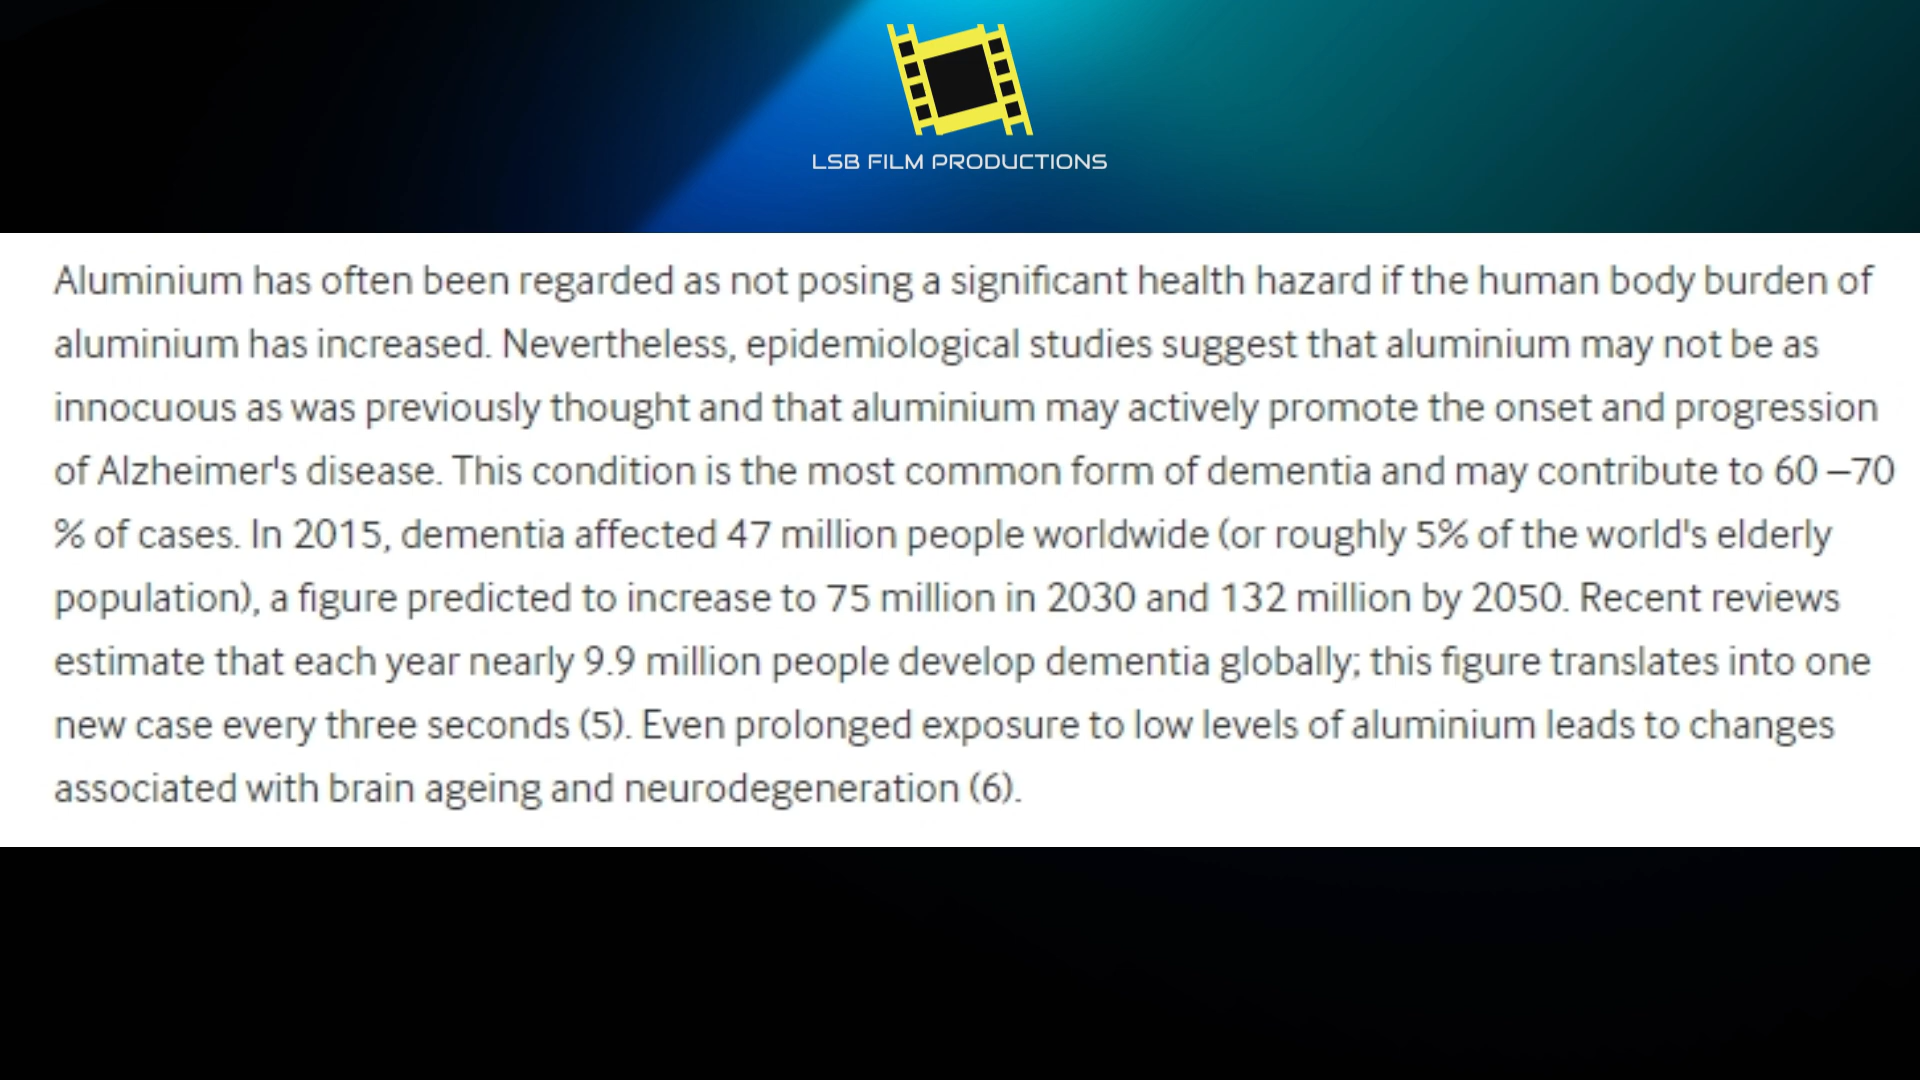 LSB FILM PRODUCTIONS
Aluminium has often been regarded as not posing a significant health hazard if the human body burden of
aluminium has increased. Nevertheless, epidemiological studies suggest that aluminium may not be as
innocuous as was previously thought and that aluminium may actively promote the onset and progression
of Alzheimer's disease. This condition is the most common form of dementia and may contribute to 60 –70
% of cases. In 2015, dementia affected 47 million people worldwide (or roughly 5% of the world's elderly
population), a figure predicted to increase to 75 million in 2030 and 132 million by 2050. Recent reviews
estimate that each year nearly 9.9 million people develop dementia globally; this figure translates into one
new case every three seconds (5). Even prolonged exposure to low levels of aluminium leads to changes
associated with brain ageing and neurodegeneration (6).